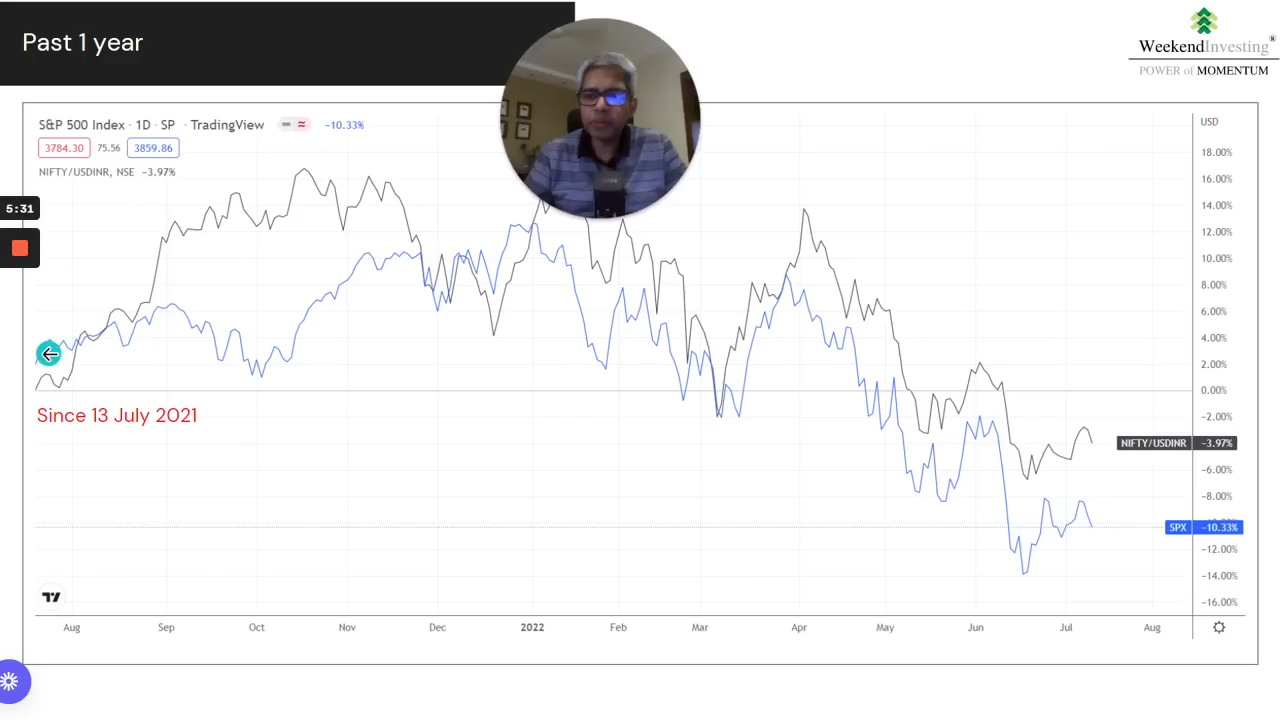 Past 1 year
WeekendInvesting®
POWER of MOMENTUM
S&P 500 Index · 1D · SP · TradingView −10.33%
3784.30 75.56 3859.86
NIFTY/USDINR, NSE −3.97%
5:31
USD
18.00%
16.00%
14.00%
12.00%
10.00%
8.00%
6.00%
4.00%
2.00%
0.00%
−2.00%
NIFTY/USDINR −3.97%
−6.00%
−8.00%
SPX −10.33%
−12.00%
−14.00%
−16.00%
Since 13 July 2021
Aug Sep Oct Nov Dec 2022 Feb Mar Apr May Jun Jul Aug